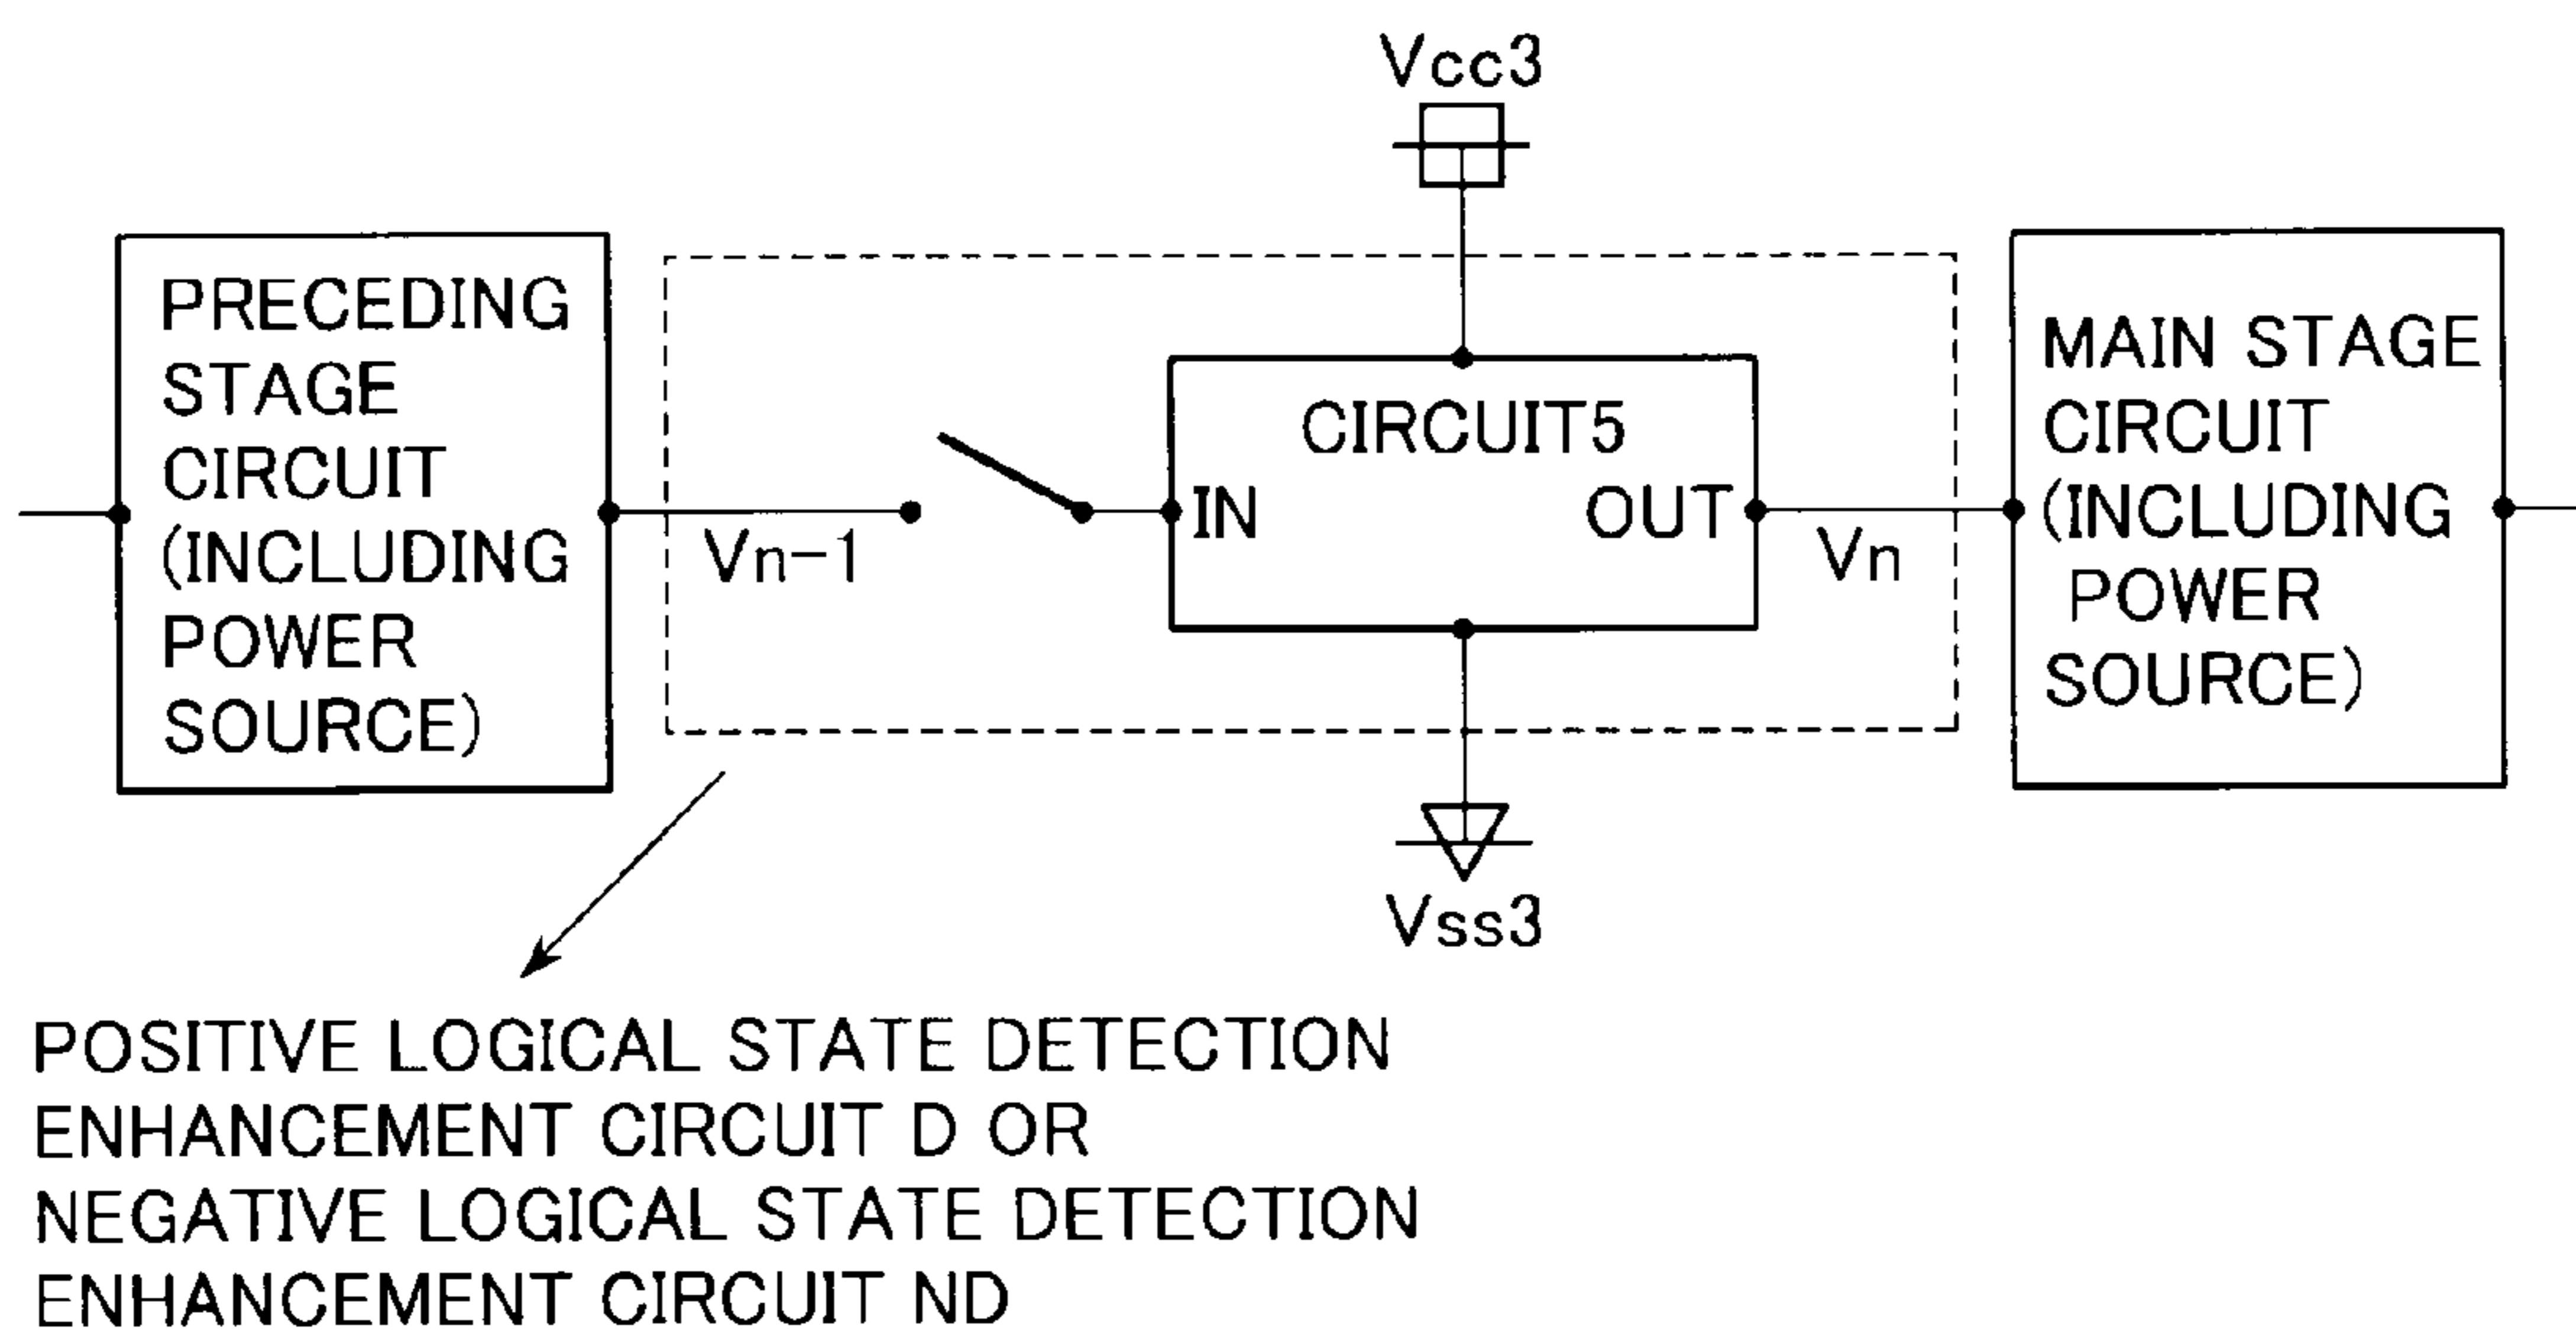 Vcc3
PRECEDING
STAGE
CIRCUIT
(INCLUDING
POWER
SOURCE)
Vn-1
CIRCUIT5
IN
OUT
Vn
MAIN STAGE
CIRCUIT
(INCLUDING
POWER
SOURCE)
Vss3
POSITIVE LOGICAL STATE DETECTION
ENHANCEMENT CIRCUIT D OR
NEGATIVE LOGICAL STATE DETECTION
ENHANCEMENT CIRCUIT ND